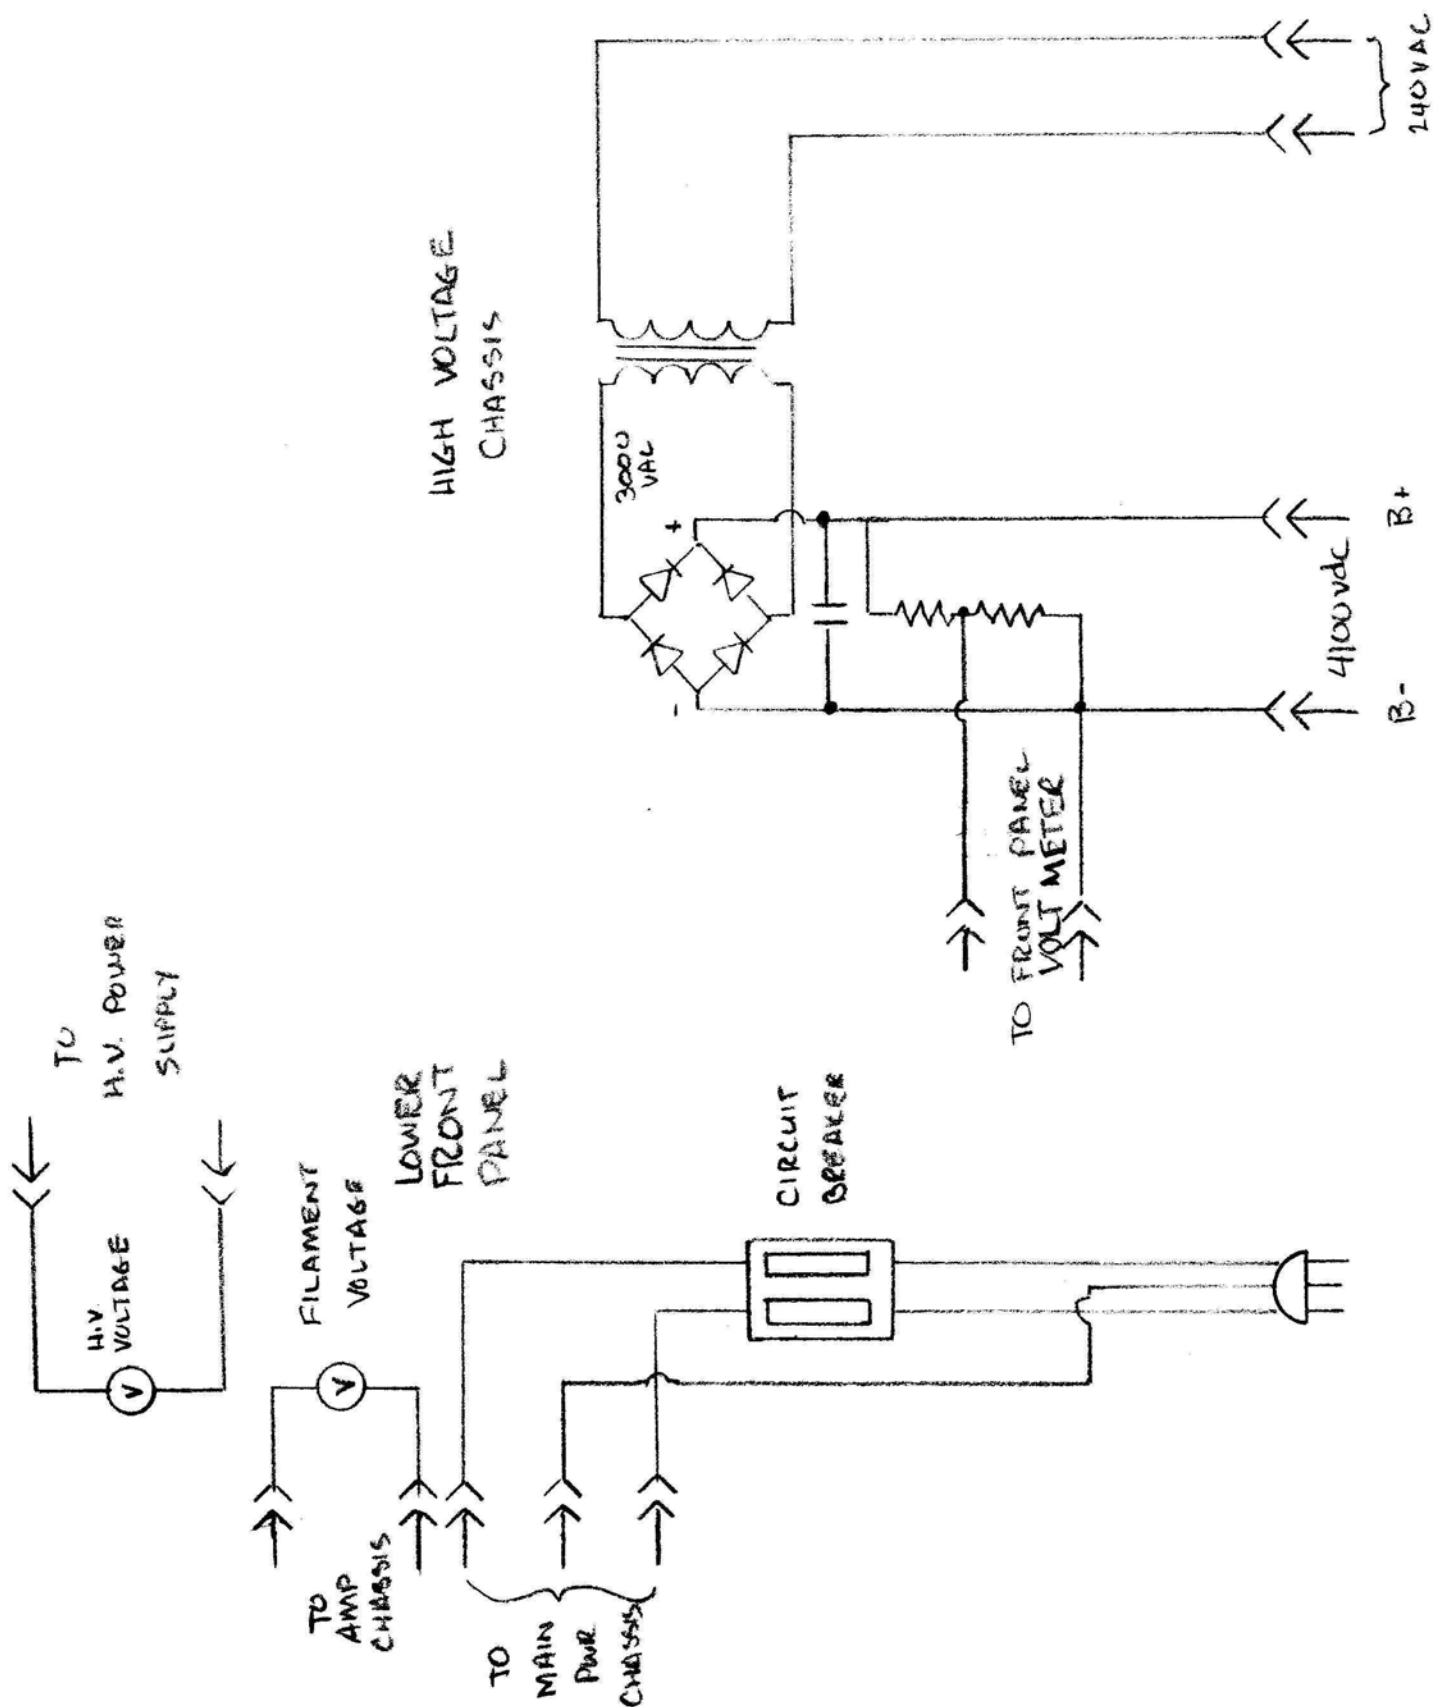 HIGH VOLTAGE
CHASSIS
240VAC
3000
VAC
+
-
B+
4100vdc
B-
TO FRONT PANEL
VOLT METER
TO
H.V. POWER
SUPPLY
H.V.
VOLTAGE
V
FILAMENT
VOLTAGE
V
LOWER
FRONT
PANEL
CIRCUIT
BREAKER
TO
AMP
CHASSIS
TO
MAIN
PWR
CHASSIS